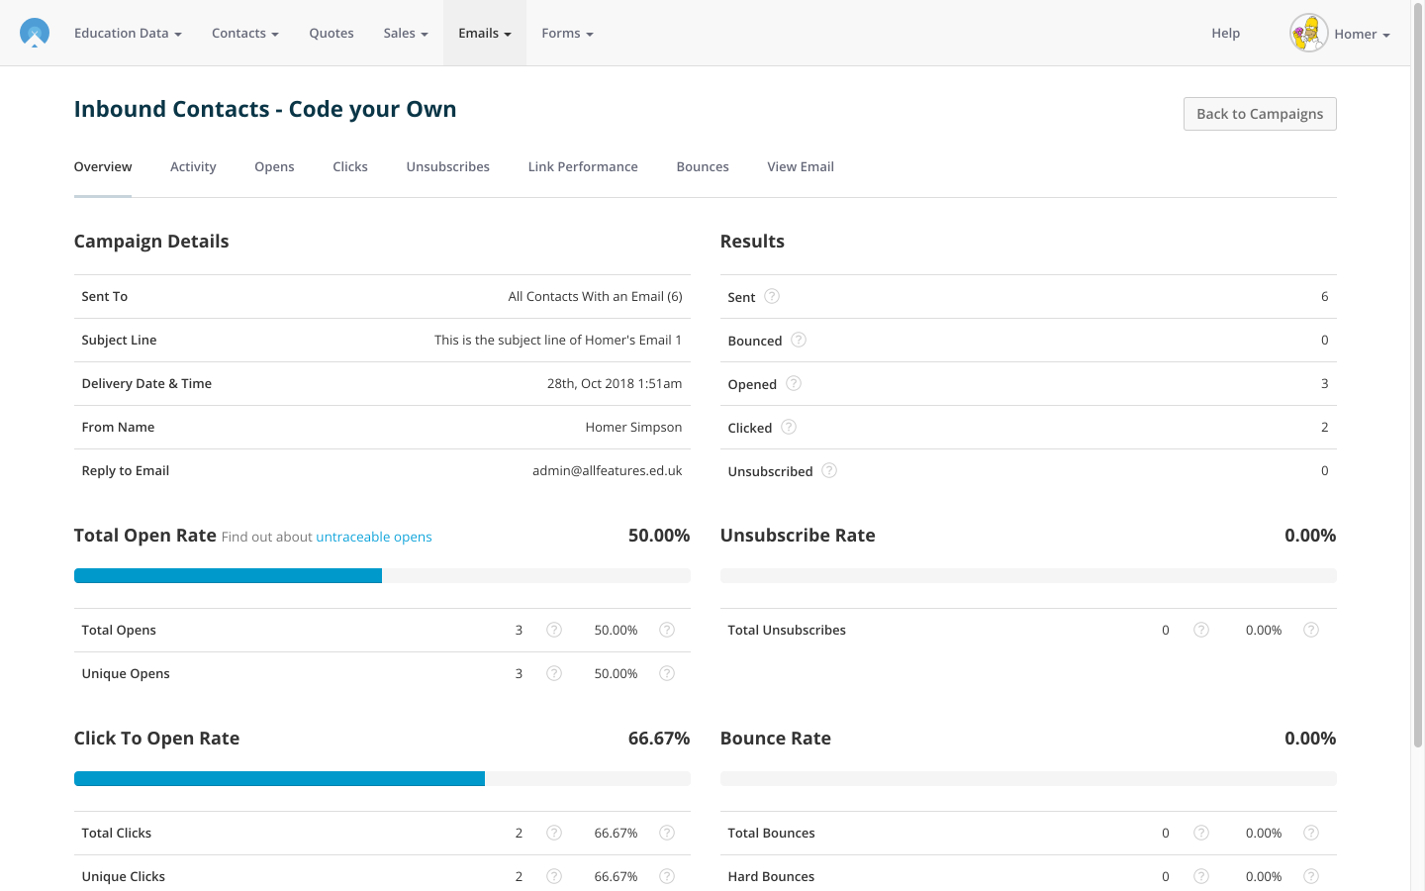 Education Data Contacts Quotes Sales Emails Forms Help Homer
Inbound Contacts - Code your Own
Back to Campaigns
Overview Activity Opens Clicks Unsubscribes Link Performance Bounces View Email
Campaign Details
Sent To All Contacts With an Email (6)
Subject Line This is the subject line of Homer's Email 1
Delivery Date & Time 28th, Oct 2018 1:51am
From Name Homer Simpson
Reply to Email admin@allfeatures.ed.uk
Results
Sent ? 6
Bounced ? 0
Opened ? 3
Clicked ? 2
Unsubscribed ? 0
Total Open Rate Find out about untraceable opens 50.00%
Total Opens 3 ? 50.00% ?
Unique Opens 3 ? 50.00% ?
Unsubscribe Rate 0.00%
Total Unsubscribes 0 ? 0.00% ?
Click To Open Rate 66.67%
Total Clicks 2 ? 66.67% ?
Unique Clicks 2 ? 66.67% ?
Bounce Rate 0.00%
Total Bounces 0 ? 0.00% ?
Hard Bounces 0 ? 0.00% ?